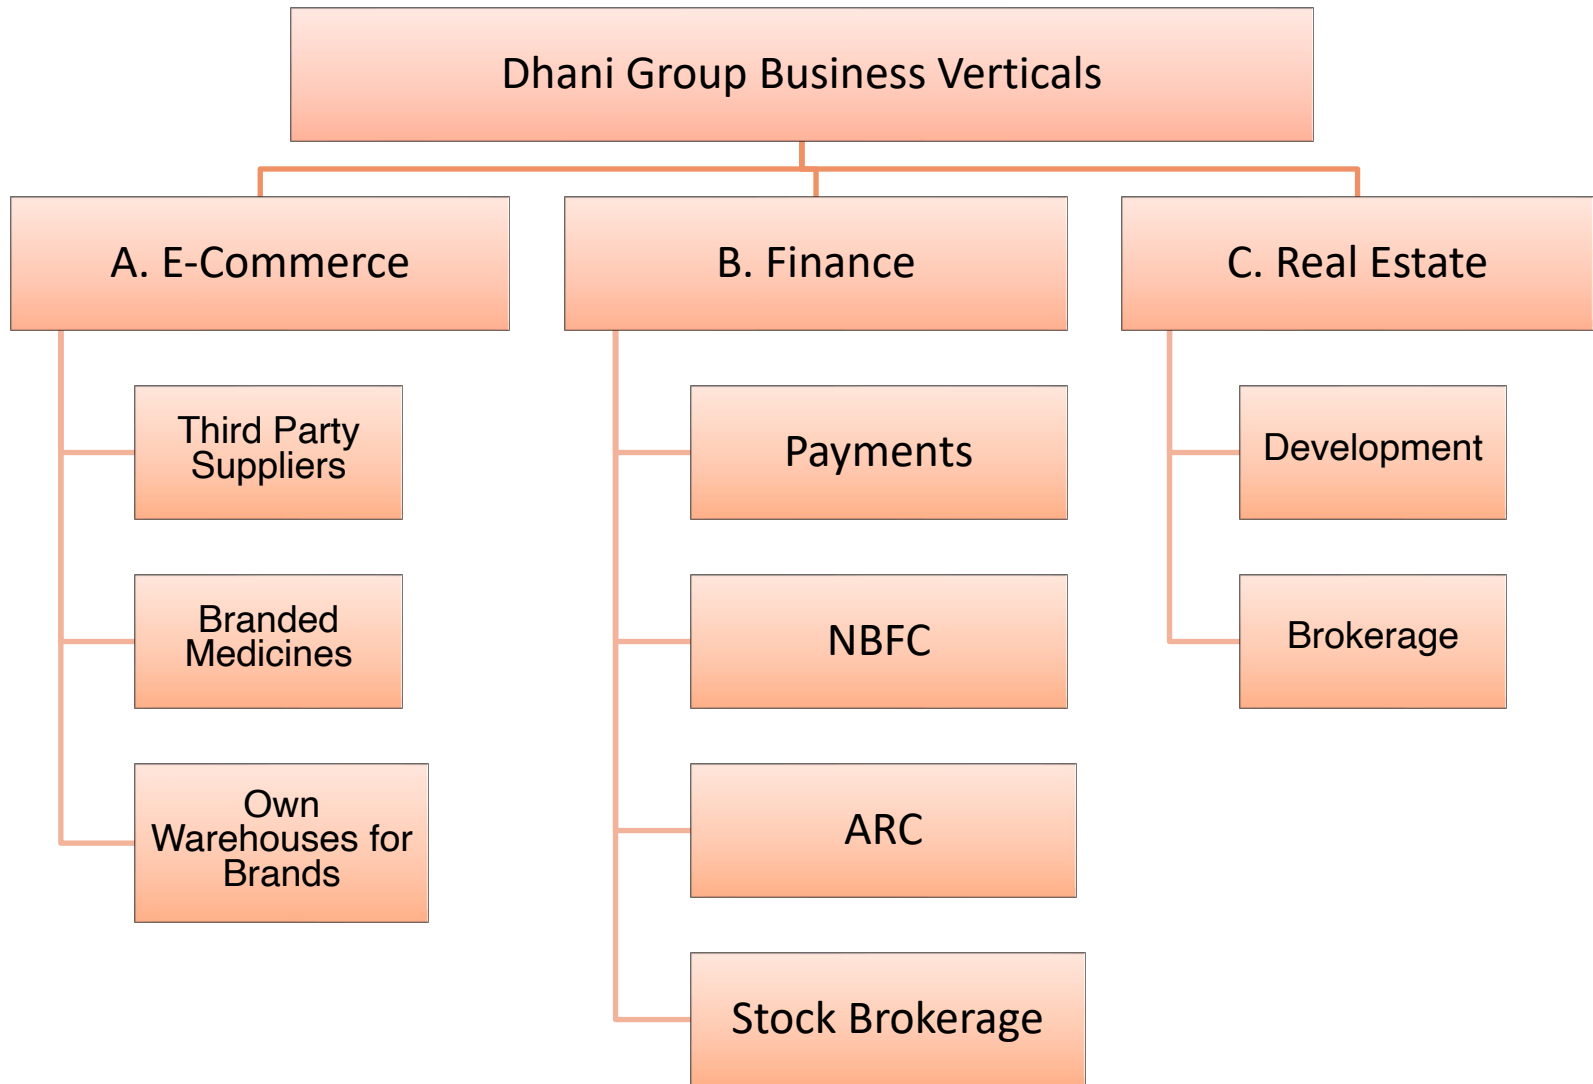 Dhani Group Business Verticals
A. E-Commerce
Third Party
Suppliers
Branded
Medicines
Own
Warehouses for
Brands
B. Finance
Payments
NBFC
ARC
Stock Brokerage
C. Real Estate
Development
Brokerage